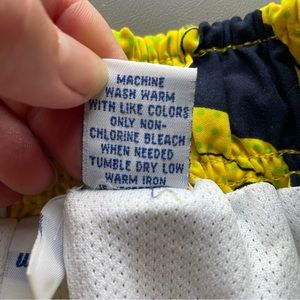 MACHINE
WASH WARM
WITH LIKE COLORS
ONLY NON-
CHLORINE BLEACH
WHEN NEEDED
TUMBLE DRY LOW
WARM IRON